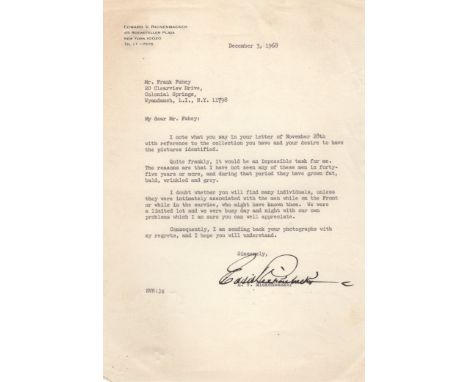 EDWARD V. RICKENBACKER
45 ROCKEFELLER PLAZA
NEW YORK 10020
December 3, 1968
Mr. Frank Fahey
20 Clearview Drive,
Colonial Springs,
Wyandanch, L.I., N.Y. 11798
My dear Mr. Fahey:
I note what you say in your letter of November 28th
with reference to the collection you have and your desire to have
the pictures identified.
Quite frankly, it would be an impossible task for me.
The reasons are that I have not seen any of these men in forty-
five years or more, and during that period they have grown fat,
bald, wrinkled and gray.
I doubt whether you will find many individuals, unless
they were intimately associated with the men while on the Front
or while in the service, who might have known them. We were
a limited lot and we were busy day and night with our own
problems which I am sure you can well appreciate.
Consequently, I am sending back your photographs with
my regrets, and I hope you will understand.
Sincerely,
Eddie Rickenbacker
E. V. Rickenbacker